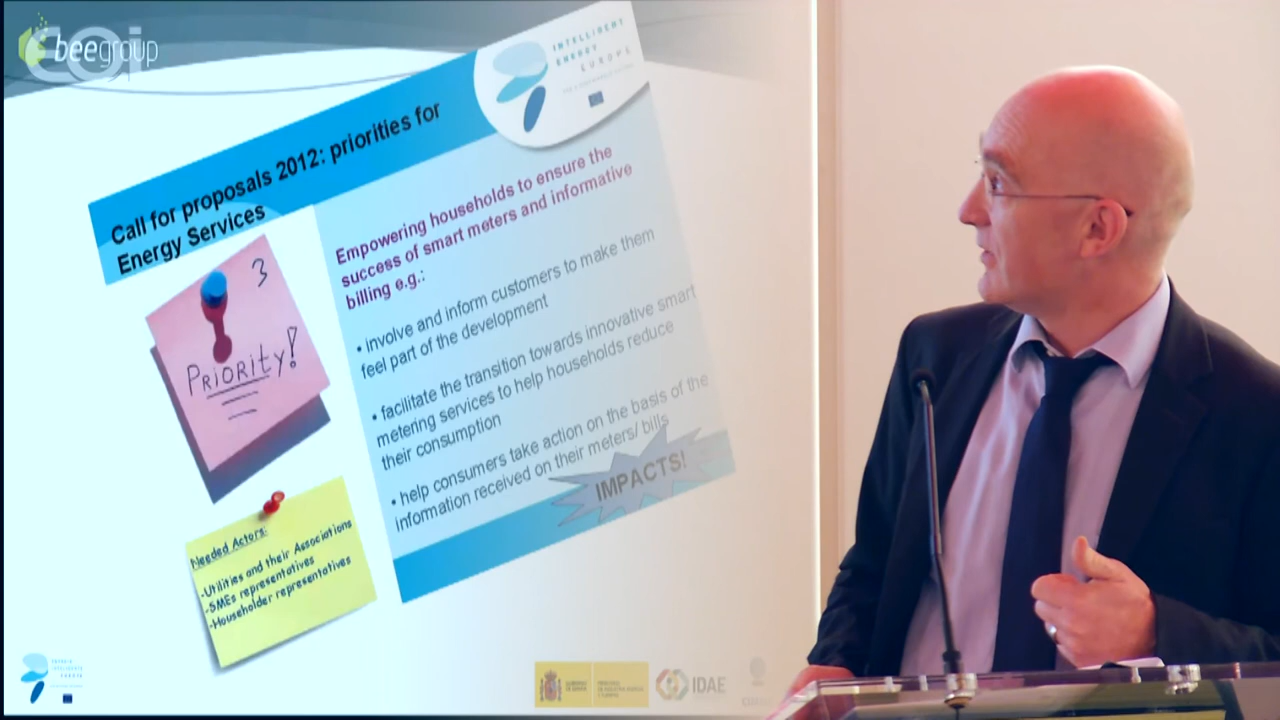 eoi
beegroup
INTELLIGENT
ENERGY
EUROPE
Call for proposals 2012: priorities for
Energy Services
3
PRIORITY!
Empowering households to ensure the
success of smart meters and informative
billing e.g.:
• involve and inform customers to make them
feel part of the development
• facilitate the transition towards innovative smart
metering services to help households reduce
their consumption
• help consumers take action on the basis of the
information received on their meters/ bills
IMPACTS!
Needed Actors:
-Utilities and their Associations
-SMEs representatives
-Householder representatives
IDAE